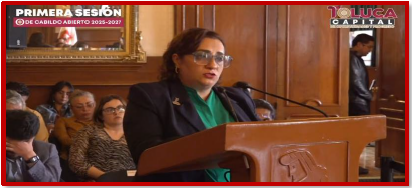 PRIMERA SESIÓN
DE CABILDO ABIERTO 2025-2027
TOLUCA
CAPITAL